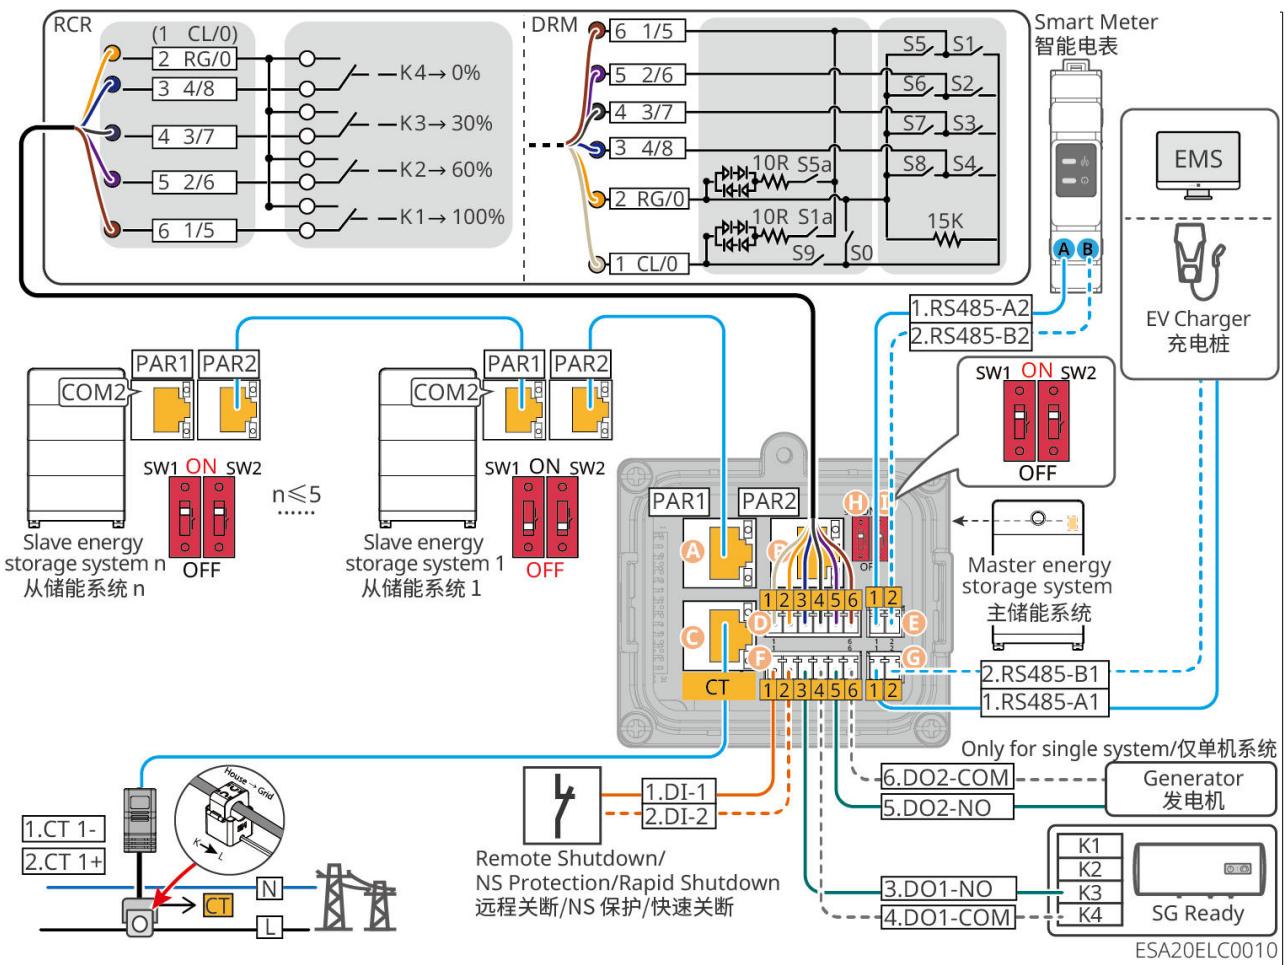 RCR
(1 CL/0)
2 RG/0
3 4/8
4 3/7
5 2/6
6 1/5
K4→ 0%
K3→ 30%
K2→ 60%
K1→ 100%
DRM
6 1/5
5 2/6
4 3/7
3 4/8
2 RG/0
1 CL/0
10R S5a
10R S1a
S9
S0
S5 S1
S6 S2
S7 S3
S8 S4
15K
Smart Meter
智能电表
A B
EMS
EV Charger
充电桩
1.RS485-A2
2.RS485-B2
PAR1 PAR2
COM2
SW1 ON SW2
OFF
Slave energy
storage system n
从储能系统 n
n≤5
······
PAR1 PAR2
COM2
SW1 ON SW2
OFF
Slave energy
storage system 1
从储能系统 1
SW1 ON SW2
OFF
PAR1 PAR2
H I
A B
1 2 3 4 5 6
1 2
C D E
1 6 1 2
1 6 1 2
F G
CT
1 2 3 4 5 6
1 2
Master energy
storage system
主储能系统
2.RS485-B1
1.RS485-A1
Only for single system/仅单机系统
6.DO2-COM
5.DO2-NO
Generator
发电机
1.DI-1
2.DI-2
Remote Shutdown/
NS Protection/Rapid Shutdown
远程关断/NS 保护/快速关断
3.DO1-NO
4.DO1-COM
K1
K2
K3
K4
SG Ready
House → Grid
K → L
1.CT 1-
2.CT 1+
N
CT
L
ESA20ELC0010